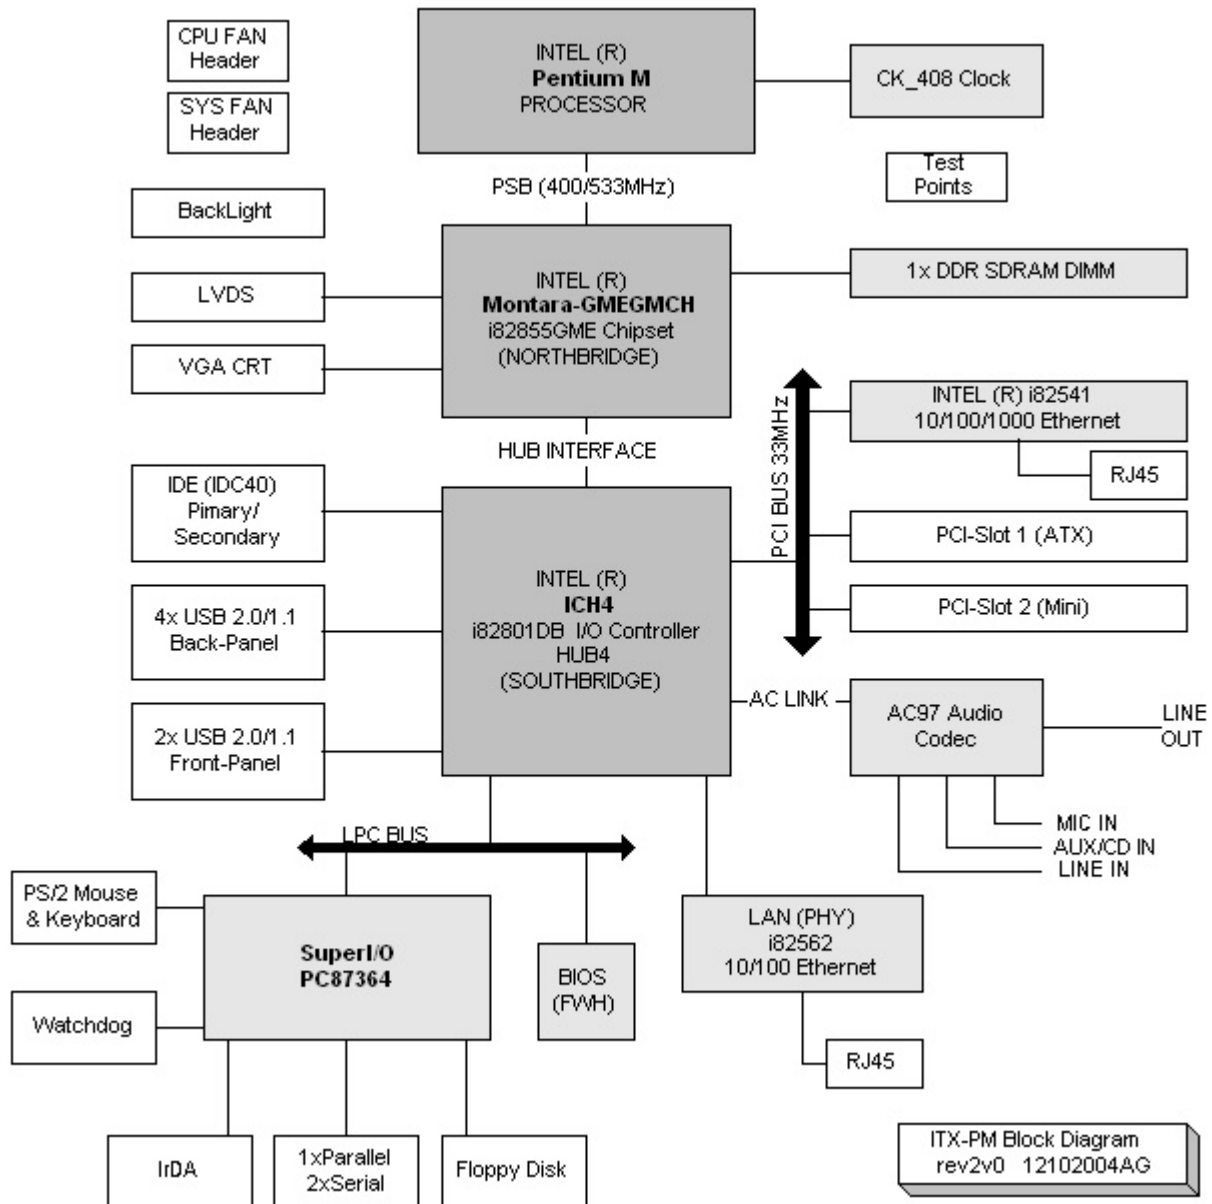 CPU FAN
Header
SYS FAN
Header
INTEL (R)
Pentium M
PROCESSOR
CK_408 Clock
Test
Points
PSB (400/533MHz)
BackLight
LVDS
VGA CRT
INTEL (R)
Montara-GMEGMCH
i82855GME Chipset
(NORTHBRIDGE)
1x DDR SDRAM DIMM
HUB INTERFACE
PCI BUS 33MHz
INTEL (R) i82541
10/100/1000 Ethernet
RJ45
PCI-Slot 1 (ATX)
PCI-Slot 2 (Mini)
IDE (IDC40)
Pimary/
Secondary
4x USB 2.0/1.1
Back-Panel
2x USB 2.0/1.1
Front-Panel
INTEL (R)
ICH4
i82801DB I/O Controller
HUB4
(SOUTHBRIDGE)
AC LINK
AC97 Audio
Codec
LINE
OUT
MIC IN
AUX/CD IN
LINE IN
LPC BUS
PS/2 Mouse
& Keyboard
Watchdog
SuperI/O
PC87364
BIOS
(FWH)
LAN (PHY)
i82562
10/100 Ethernet
RJ45
IrDA
1xParallel
2xSerial
Floppy Disk
ITX-PM Block Diagram
rev2v0 12102004AG